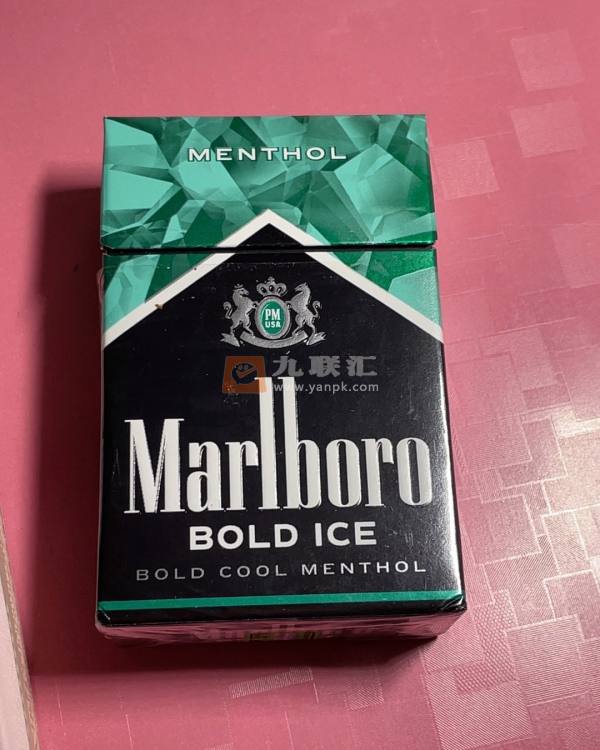 MENTHOL
PM
USA
九联汇
www.yanpk.com
Marlboro
BOLD ICE
BOLD COOL MENTHOL